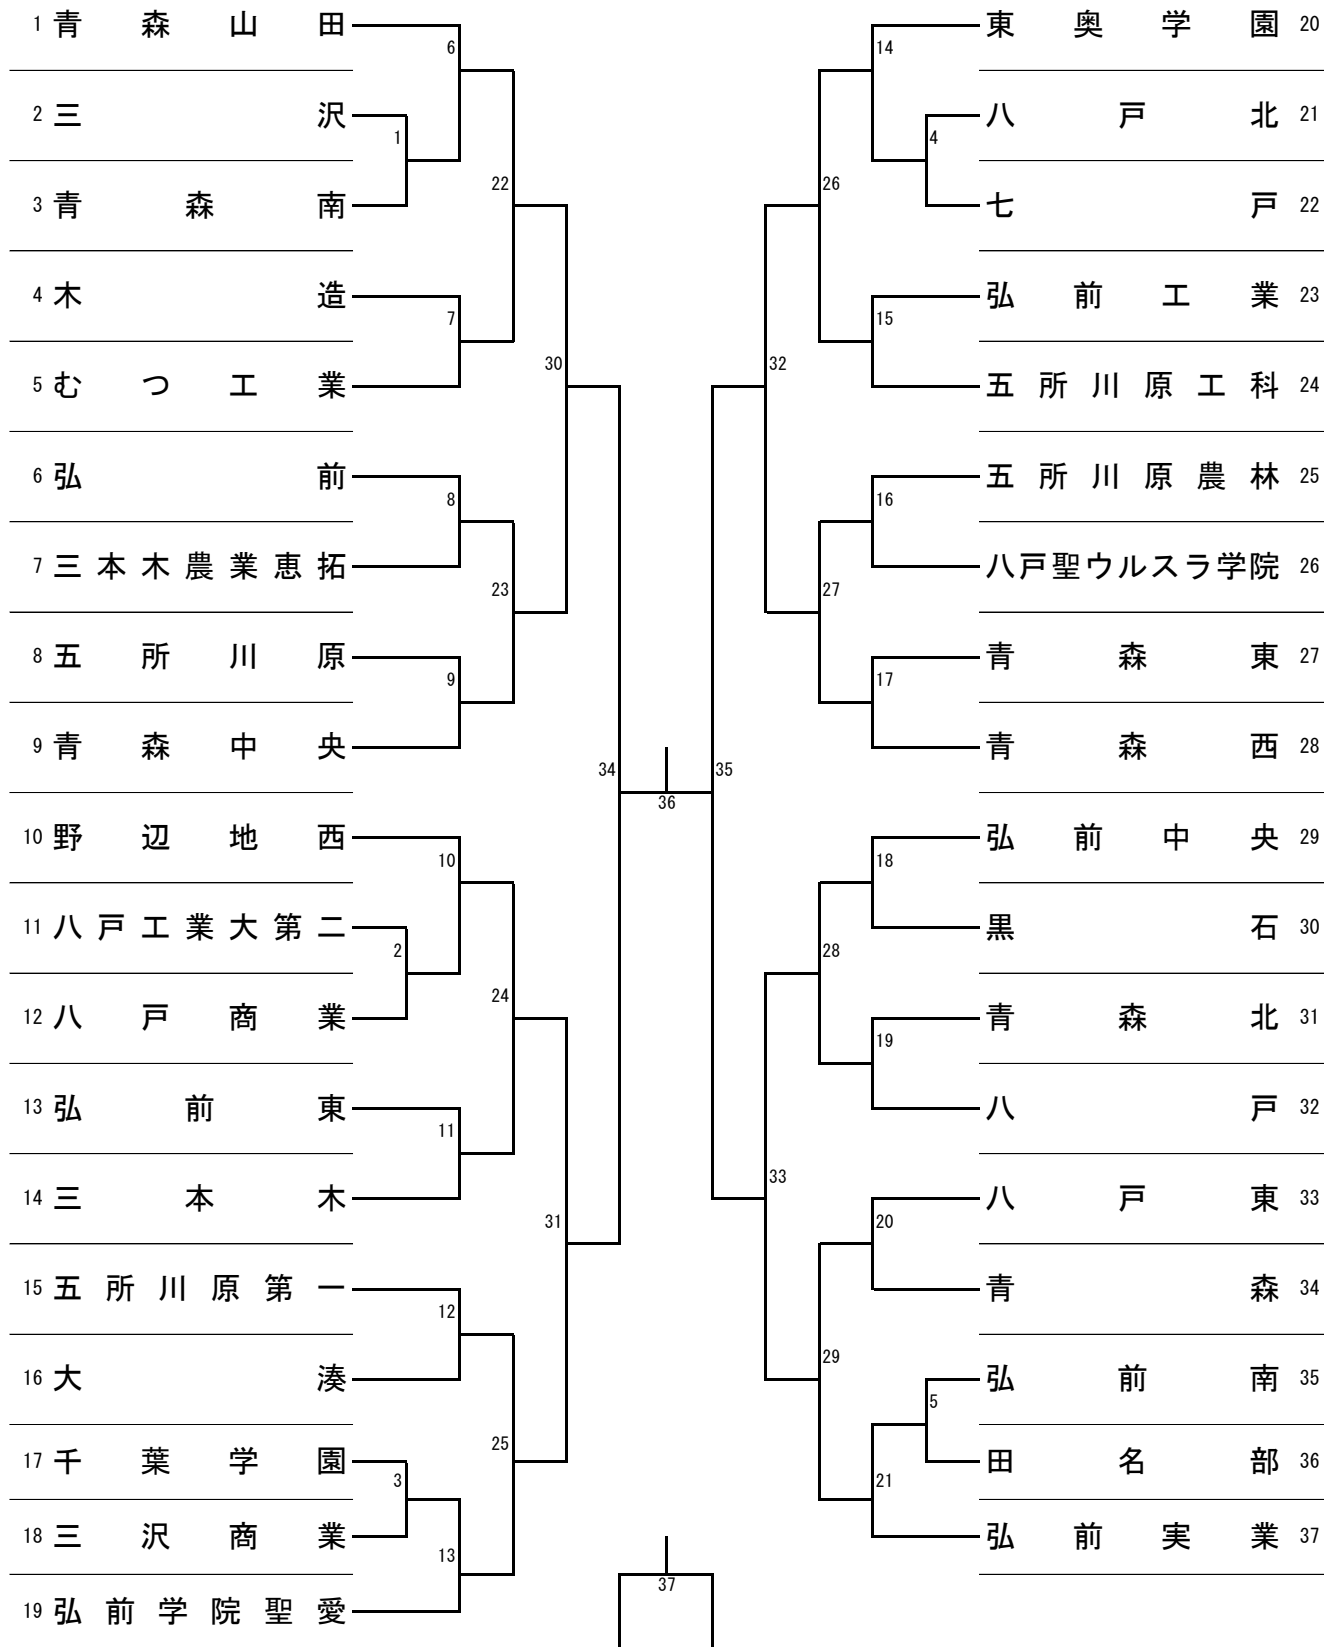 1 青森山田
2 三沢
3 青森南
4 木造
5 むつ工業
6 弘前
7 三本木農業恵拓
8 五所川原
9 青森中央
10 野辺地西
11 八戸工業大第二
12 八戸商業
13 弘前東
14 三本木
15 五所川原第一
16 大湊
17 千葉学園
18 三沢商業
19 弘前学院聖愛
6
1
22
7
30
8
23
9
34
10
2
24
11
31
12
25
3
13
36
37
14
4
26
15
32
16
27
17
35
18
28
19
33
20
29
5
21
東奥学園 20
八戸北 21
七戸 22
弘前工業 23
五所川原工科 24
五所川原農林 25
八戸聖ウルスラ学院 26
青森東 27
青森西 28
弘前中央 29
黒石 30
青森北 31
八戸 32
八戸東 33
青森 34
弘前南 35
田名部 36
弘前実業 37